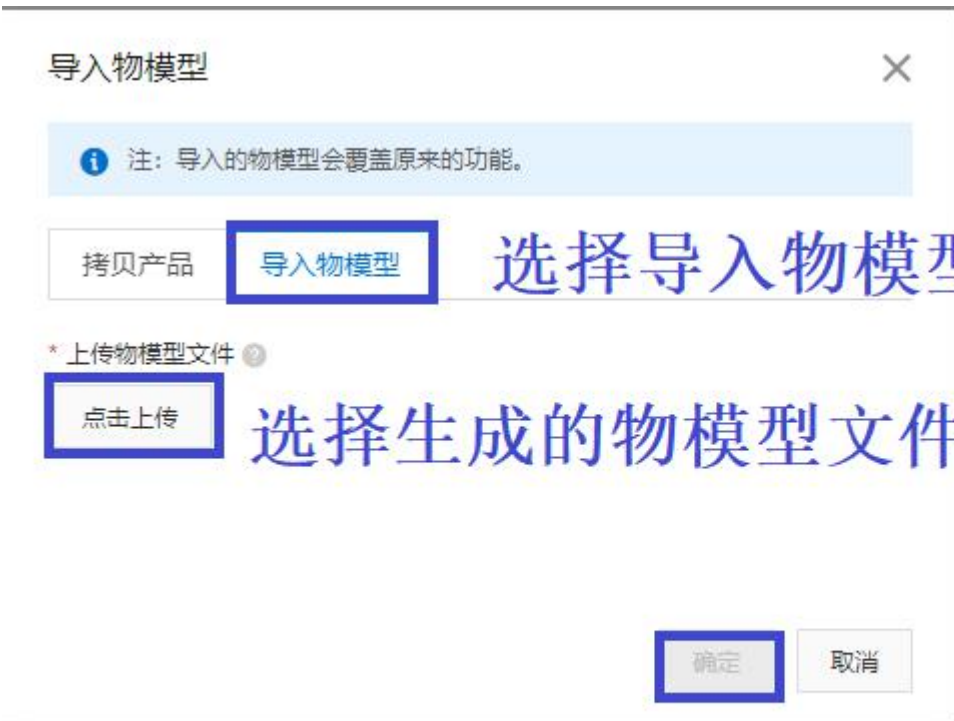 导入物模型
注：导入的物模型会覆盖原来的功能。
拷贝产品 导入物模型 选择导入物模型
* 上传物模型文件
点击上传 选择生成的物模型文件
确定 取消